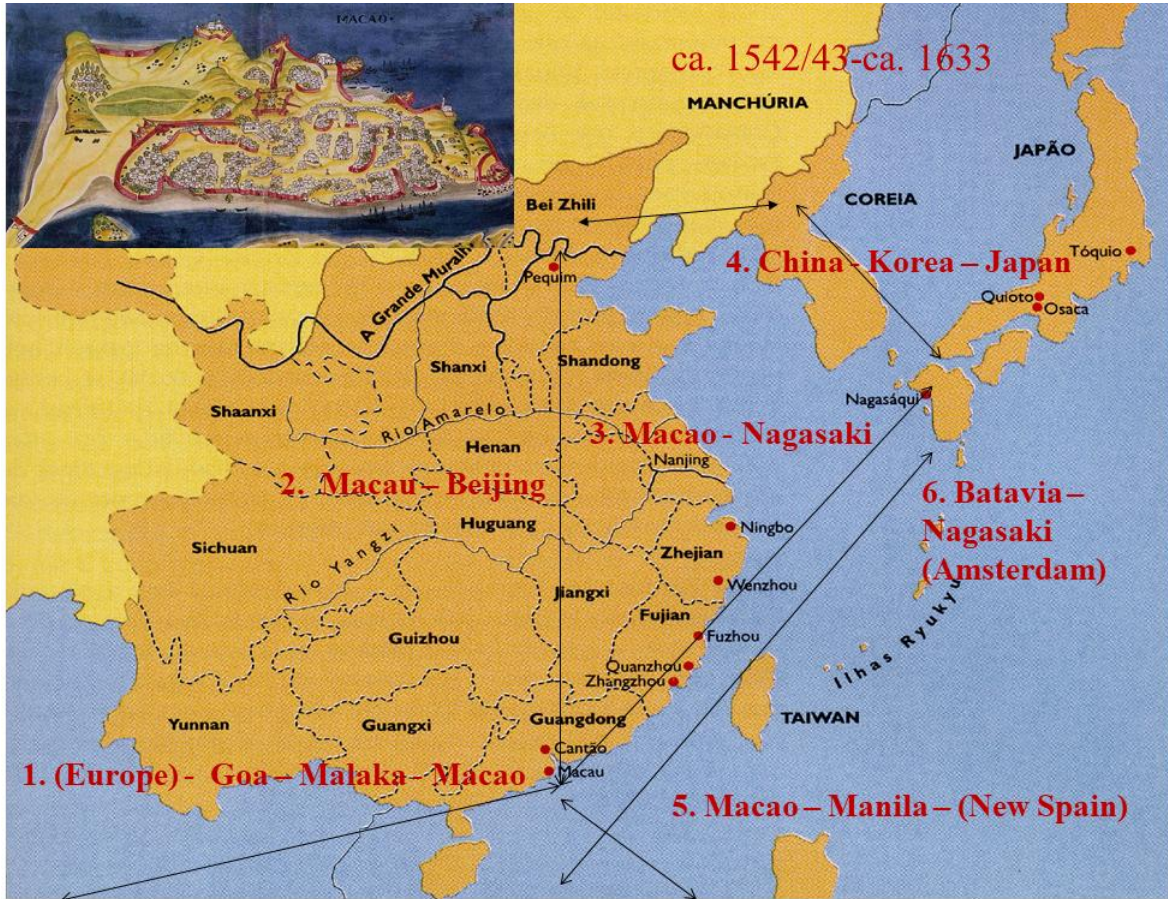 MACAO
ca. 1542/43-ca. 1633
MANCHÚRIA
JAPÃO
Bei Zhili
COREIA
A Grande Muralh
Pequim
4. China - Korea – Japan
Tóquio
Quioto
Osaca
Shanxi
Shandong
Shaanxi
Nagasáqui
Rio Amarelo
Henan
3. Macao - Nagasaki
Nanjing
2. Macau – Beijing
6. Batavia –
Nagasaki
(Amsterdam)
Huguang
Ningbo
Sichuan
Zhejian
Rio Yangzi
Wenzhou
Jiangxi
Fujian
Guizhou
Fuzhou
Ilhas Ryukyu
Quanzhou
Zhangzhou
Yunnan
Guangxi
Guangdong
TAIWAN
Cantão
1. (Europe) - Goa – Malaka - Macao
Macau
5. Macao – Manila – (New Spain)